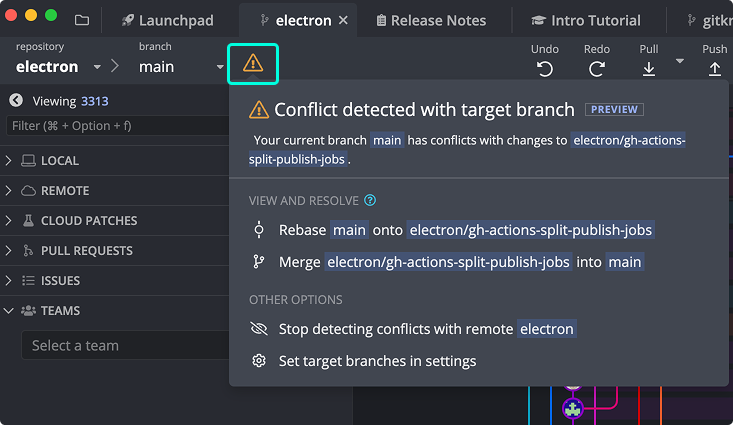 Launchpad
electron
Release Notes
Intro Tutorial
gitkr
repository
electron
branch
main
Undo
Redo
Pull
Push
Viewing 3313
Filter (⌘ + Option + f)
LOCAL
REMOTE
CLOUD PATCHES
PULL REQUESTS
ISSUES
TEAMS
Select a team
Conflict detected with target branch PREVIEW
Your current branch main has conflicts with changes to electron/gh-actions-
split-publish-jobs.
VIEW AND RESOLVE ?
Rebase main onto electron/gh-actions-split-publish-jobs
Merge electron/gh-actions-split-publish-jobs into main
OTHER OPTIONS
Stop detecting conflicts with remote electron
Set target branches in settings